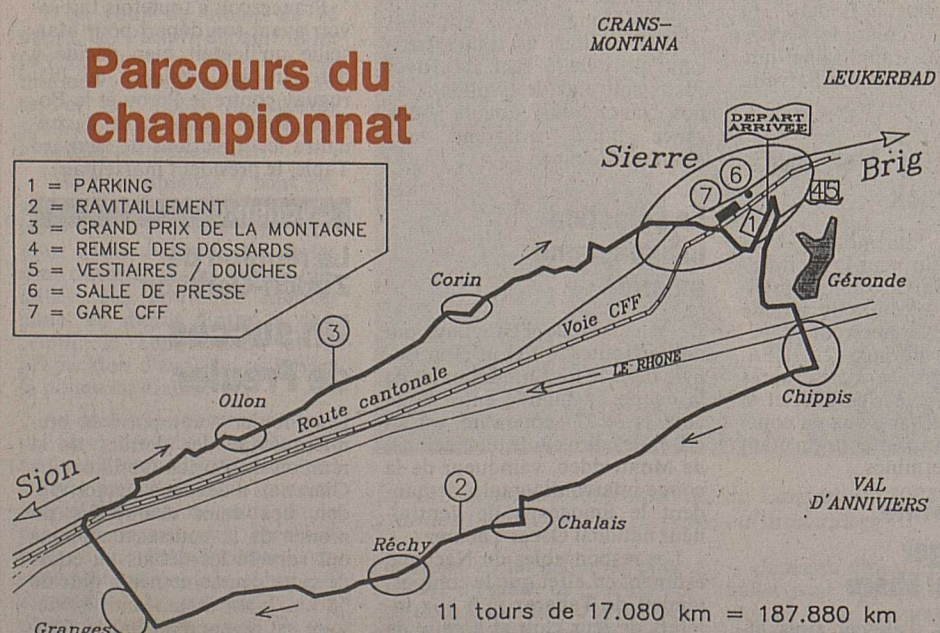 CRANS-
MONTANA
LEUKERBAD
Parcours du
championnat
DEPART
ARRIVEE
Sierre
Brig
1 = PARKING
2 = RAVITAILLEMENT
3 = GRAND PRIX DE LA MONTAGNE
4 = REMISE DES DOSSARDS
5 = VESTIAIRES / DOUCHES
6 = SALLE DE PRESSE
7 = GARE CFF
6
7
45
1
Géronde
Corin
Voie CFF
3
LE RHONE
Route cantonale
Ollon
Chippis
Sion
VAL
D'ANNIVIERS
2
Chalais
Réchy
Granges
11 tours de 17.080 km = 187.880 km